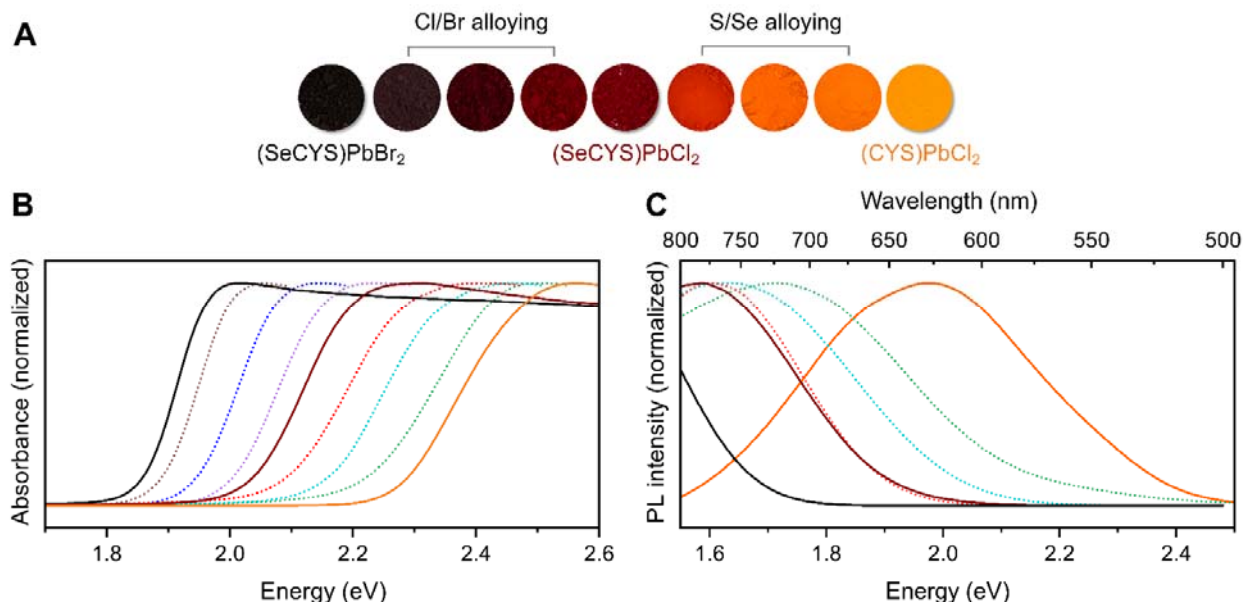 A
Cl/Br alloying
S/Se alloying
(SeCYS)PbBr₂
(SeCYS)PbCl₂
(CYS)PbCl₂
B
Absorbance (normalized)
1.8 2.0 2.2 2.4 2.6
Energy (eV)
C
Wavelength (nm)
800 750 700 650 600 550 500
PL intensity (normalized)
1.6 1.8 2.0 2.2 2.4
Energy (eV)